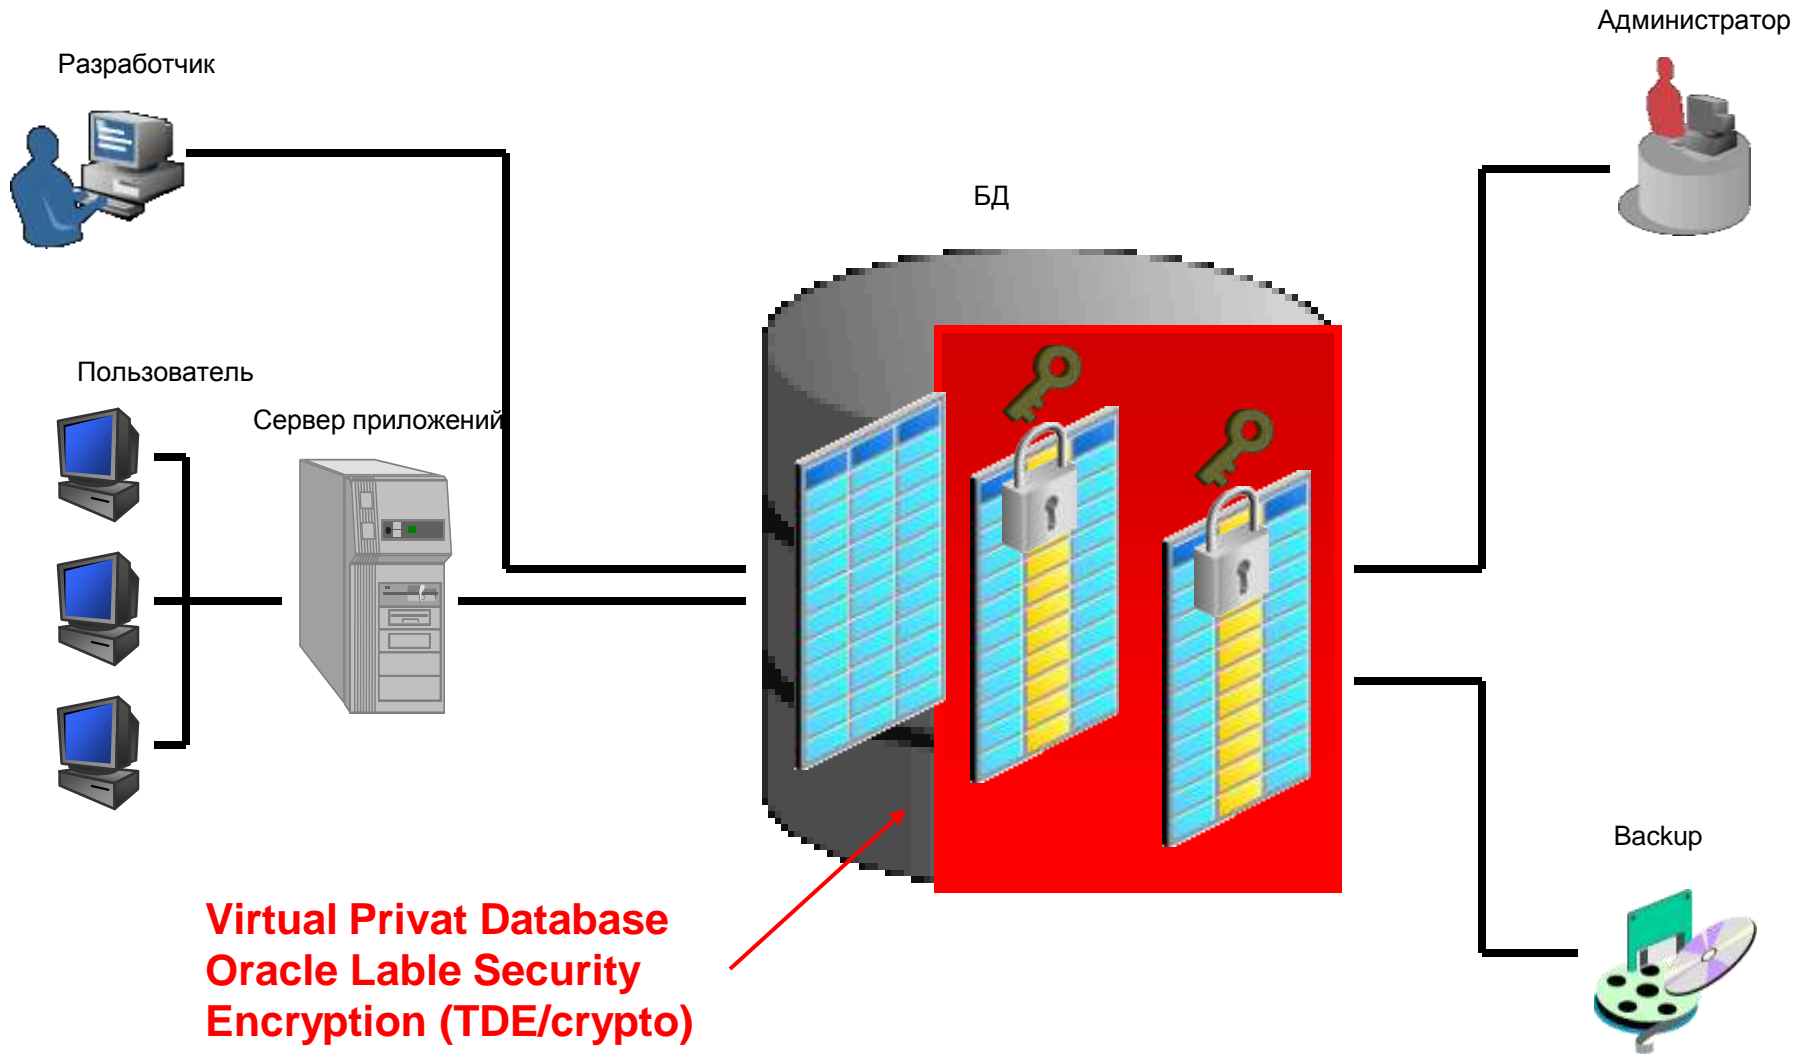 Администратор
Разработчик
БД
Пользователь
Сервер приложений
Backup
Virtual Privat Database
Oracle Lable Security
Encryption (TDE/crypto)